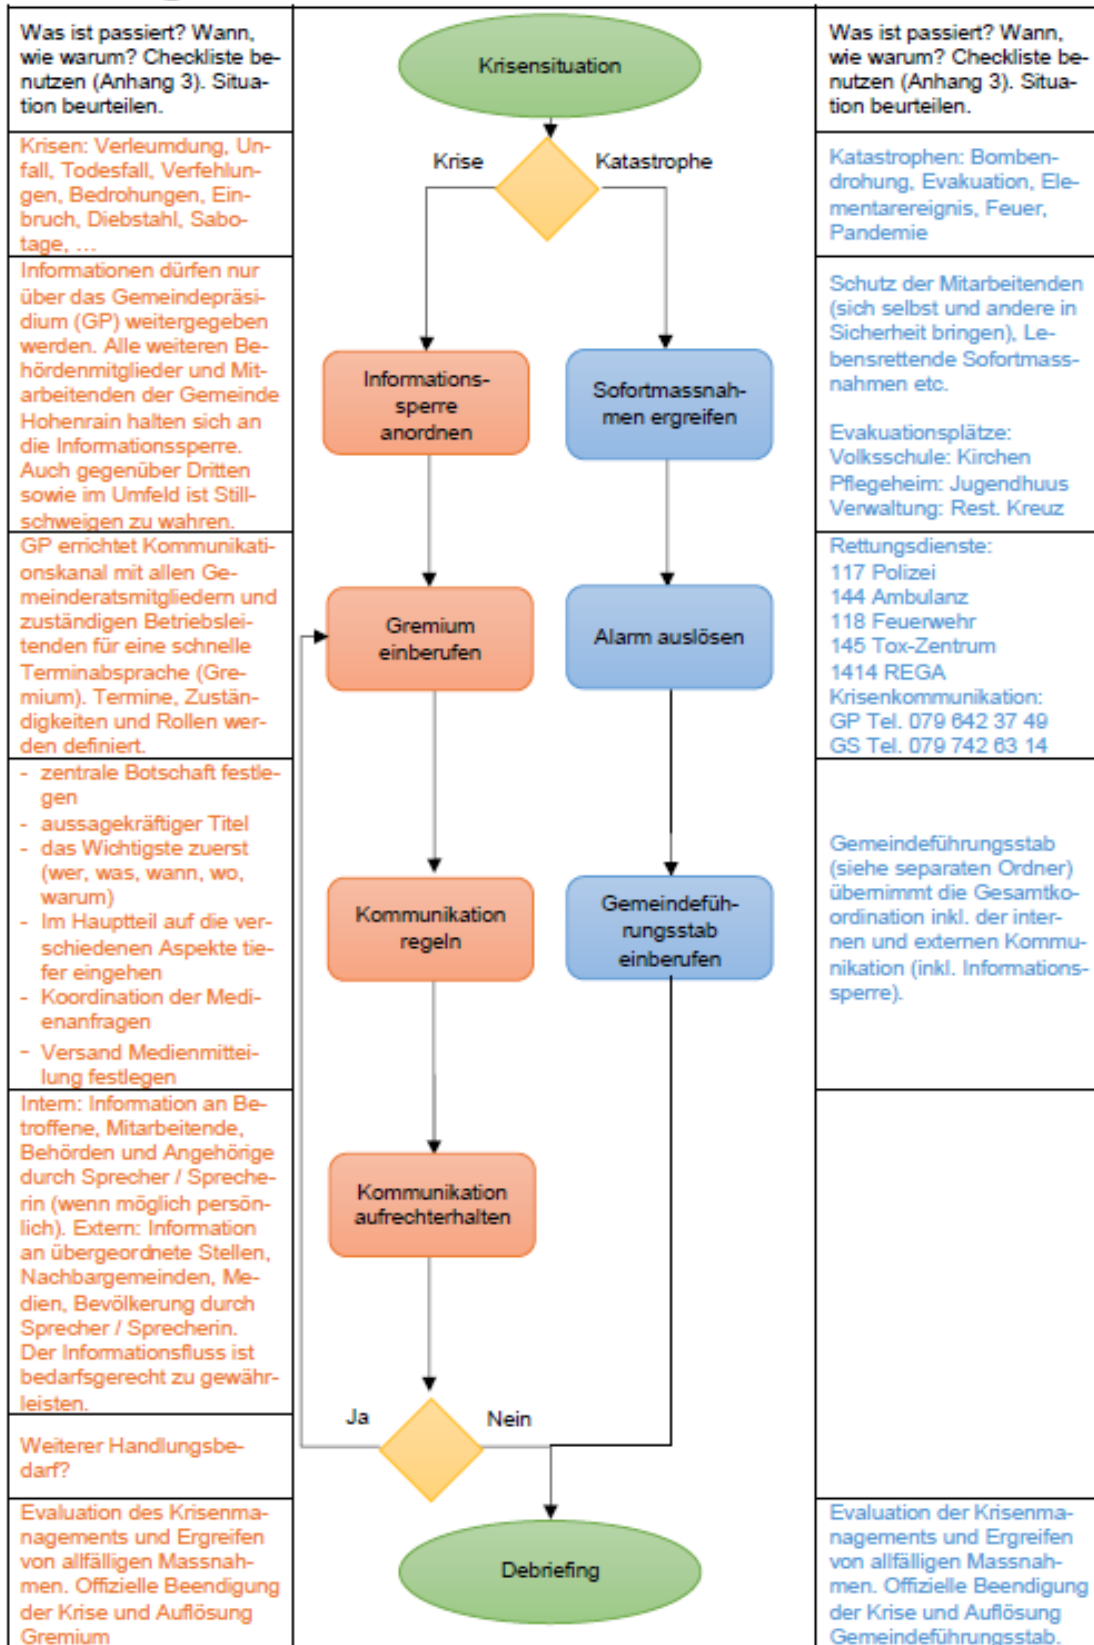 Was ist passiert? Wann,
wie warum? Checkliste be-
nutzen (Anhang 3). Situa-
tion beurteilen.
Krisensituation
Was ist passiert? Wann,
wie warum? Checkliste be-
nutzen (Anhang 3). Situa-
tion beurteilen.
Krisen: Verleumdung, Un-
fall, Todesfall, Verfehlun-
gen, Bedrohungen, Ein-
bruch, Diebstahl, Sabo-
tage, ...
Krise
Katastrophe
Katastrophen: Bomben-
drohung, Evakuation, Ele-
mentarereignis, Feuer,
Pandemie
Informationen dürfen nur
über das Gemeindepräsi-
dium (GP) weitergegeben
werden. Alle weiteren Be-
hördenmitglieder und Mit-
arbeitenden der Gemeinde
Hohenrain halten sich an
die Informationssperre.
Auch gegenüber Dritten
sowie im Umfeld ist Still-
schweigen zu wahren.
Informations-
sperre
anordnen
Sofortmassnah-
men ergreifen
Schutz der Mitarbeitenden
(sich selbst und andere in
Sicherheit bringen), Le-
bensrettende Sofortmass-
nahmen etc.
Evakuationsplätze:
Volksschule: Kirchen
Pflegeheim: Jugendhuus
Verwaltung: Rest. Kreuz
GP errichtet Kommunikati-
onskanal mit allen Ge-
meinderatsmitgliedern und
zuständigen Betriebslei-
tenden für eine schnelle
Terminabsprache (Gre-
mium). Termine, Zustän-
digkeiten und Rollen wer-
den definiert.
Gremium
einberufen
Alarm auslösen
Rettungsdienste:
117 Polizei
144 Ambulanz
118 Feuerwehr
145 Tox-Zentrum
1414 REGA
Krisenkommunikation:
GP Tel. 079 642 37 49
GS Tel. 079 742 63 14
- zentrale Botschaft festle-
gen
- aussagekräftiger Titel
- das Wichtigste zuerst
(wer, was, wann, wo,
warum)
- Im Hauptteil auf die ver-
schiedenen Aspekte tie-
fer eingehen
- Koordination der Medi-
enanfragen
- Versand Medienmittei-
lung festlegen
Kommunikation
regeln
Gemeindefüh-
rungsstab
einberufen
Gemeindeführungsstab
(siehe separaten Ordner)
übernimmt die Gesamtko-
ordination inkl. der inter-
nen und externen Kommu-
nikation (inkl. Informations-
sperre).
Intern: Information an Be-
troffene, Mitarbeitende,
Behörden und Angehörige
durch Sprecher / Spreche-
rin (wenn möglich persön-
lich). Extern: Information
an übergeordnete Stellen,
Nachbargemeinden, Me-
dien, Bevölkerung durch
Sprecher / Sprecherin.
Der Informationsfluss ist
bedarfsgerecht zu gewähr-
leisten.
Kommunikation
aufrechterhalten
Weiterer Handlungsbe-
darf?
Ja
Nein
Evaluation des Krisenma-
nagements und Ergreifen
von allfälligen Massnah-
men. Offizielle Beendigung
der Krise und Auflösung
Gremium
Debriefing
Evaluation der Krisenma-
nagements und Ergreifen
von allfälligen Massnah-
men. Offizielle Beendigung
der Krise und Auflösung
Gemeindeführungsstab.